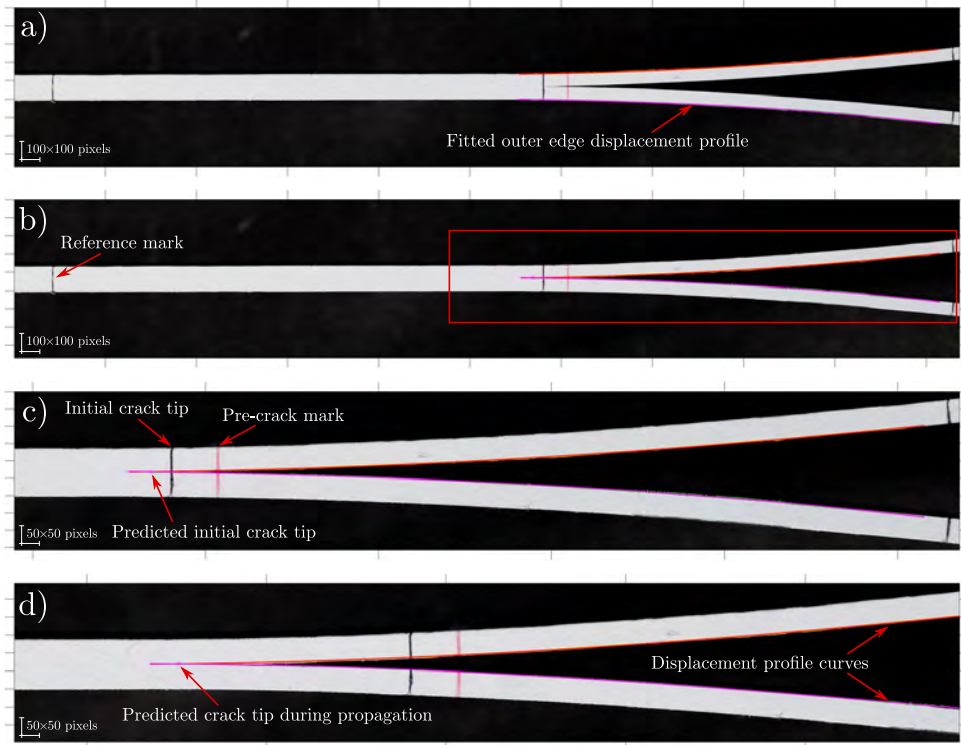 a)
Fitted outer edge displacement profile
100×100 pixels
b)
Reference mark
100×100 pixels
c)
Initial crack tip
Pre-crack mark
Predicted initial crack tip
50×50 pixels
d)
Displacement profile curves
Predicted crack tip during propagation
50×50 pixels